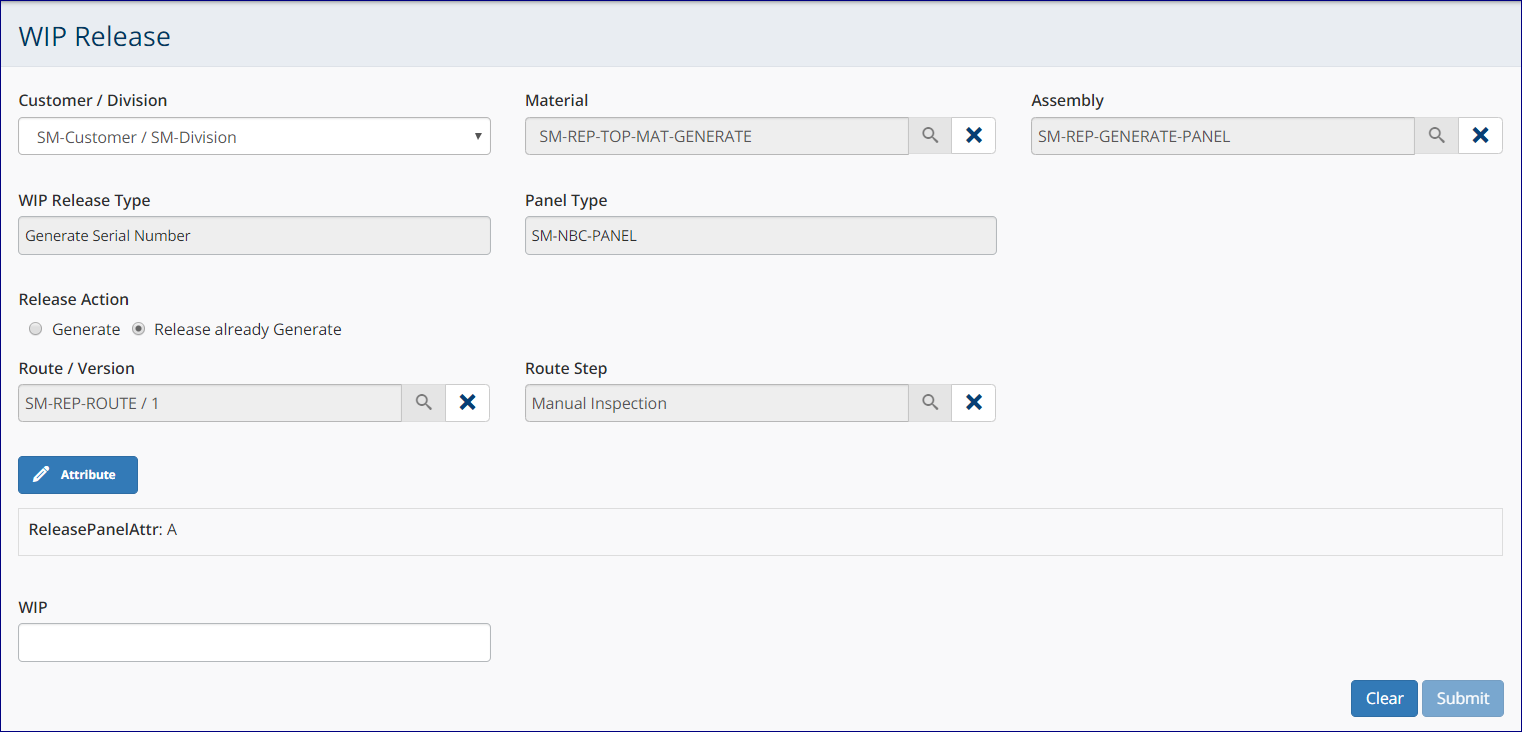 WIP Release
Customer / Division Material Assembly
SM-Customer / SM-Division SM-REP-TOP-MAT-GENERATE SM-REP-GENERATE-PANEL
WIP Release Type Panel Type
Generate Serial Number SM-NBC-PANEL
Release Action
Generate Release already Generate
Route / Version Route Step
SM-REP-ROUTE / 1 Manual Inspection
Attribute
ReleasePanelAttr: A
WIP
Clear Submit